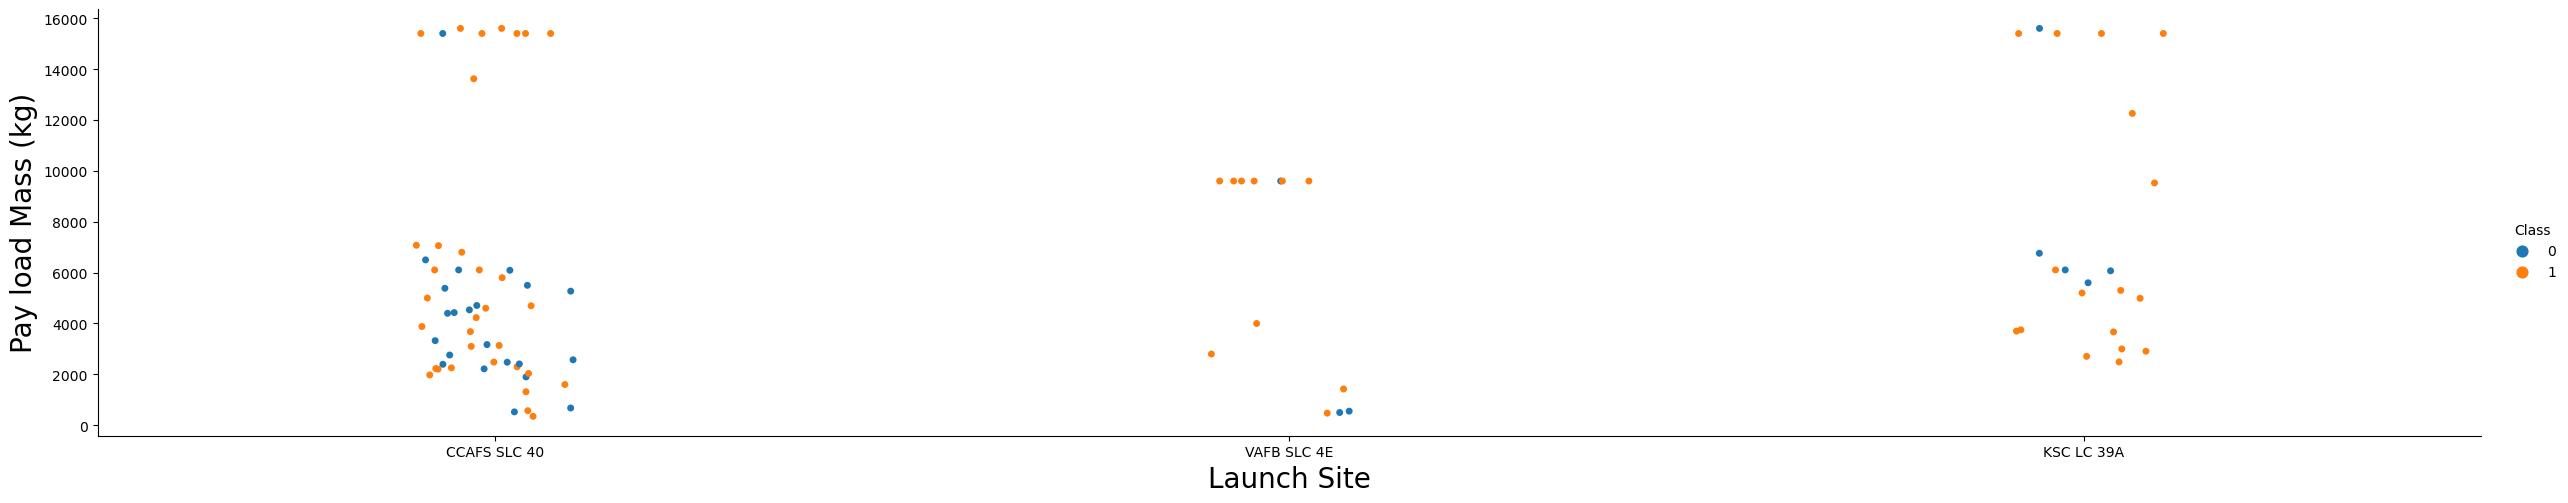 Pay load Mass (kg)
16000
14000
12000
10000
8000
6000
4000
2000
0
CCAFS SLC 40
VAFB SLC 4E
KSC LC 39A
Launch Site
Class
0
1